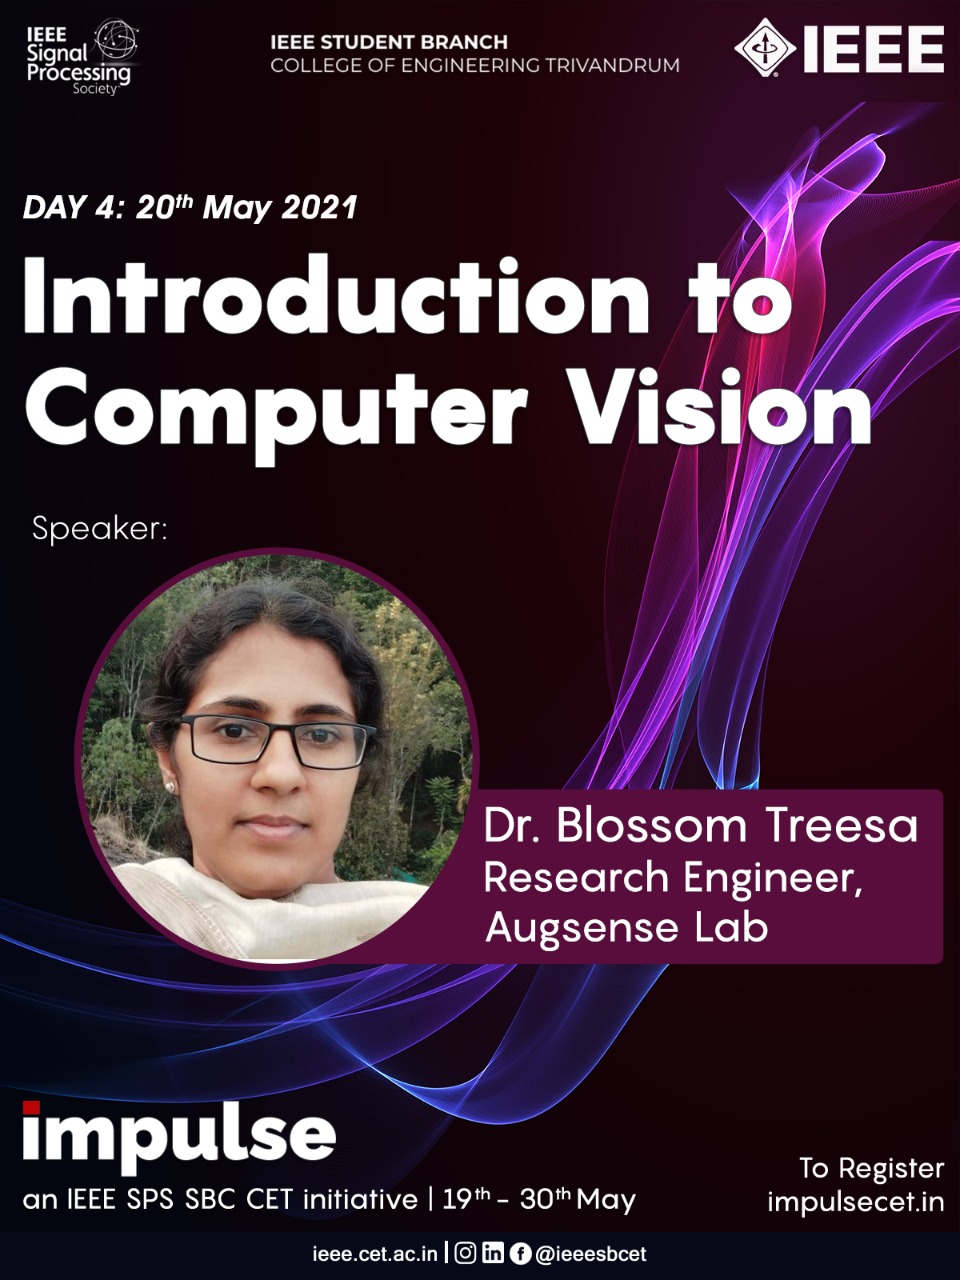 IEEE
Signal
Processing
Society
IEEE STUDENT BRANCH
COLLEGE OF ENGINEERING TRIVANDRUM
IEEE
DAY 4: 20th May 2021
Introduction to
Computer Vision
Speaker:
Dr. Blossom Treesa
Research Engineer,
Augsense Lab
impulse
an IEEE SPS SBC CET initiative | 19th - 30th May
To Register
impulsecet.in
ieee.cet.ac.in | @ieeesbcet